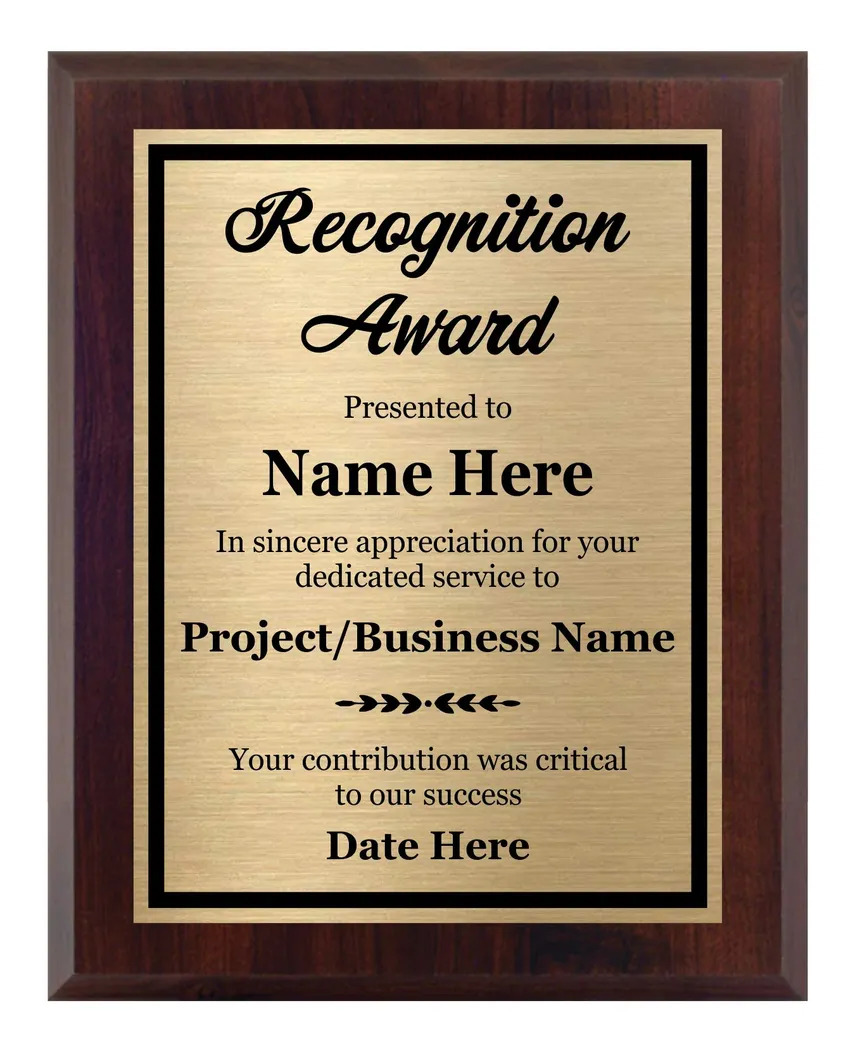 Recognition
Award
Presented to
Name Here
In sincere appreciation for your
dedicated service to
Project/Business Name
Your contribution was critical
to our success
Date Here